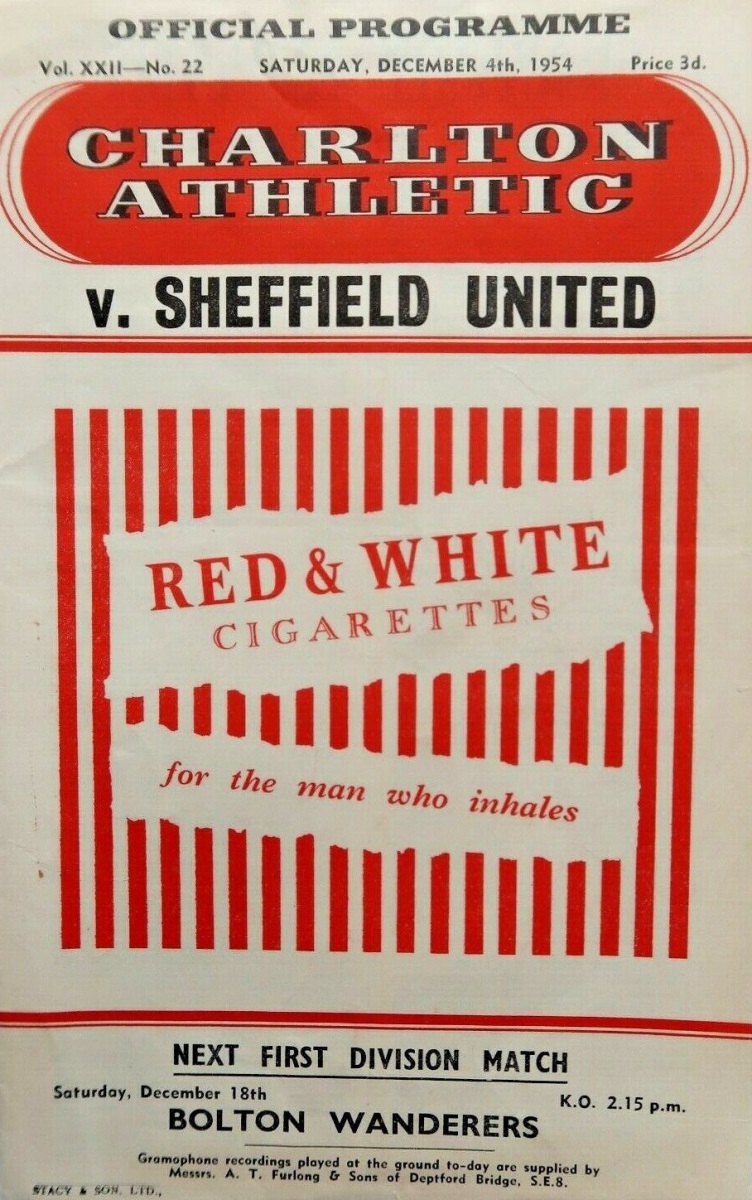 OFFICIAL PROGRAMME
Vol. XXII—No. 22 SATURDAY, DECEMBER 4th, 1954 Price 3d.
CHARLTON
ATHLETIC
v. SHEFFIELD UNITED
RED & WHITE
CIGARETTES
for the man who inhales
NEXT FIRST DIVISION MATCH
Saturday, December 18th K.O. 2.15 p.m.
BOLTON WANDERERS
Gramophone recordings played at the ground to-day are supplied by
Messrs. A. T. Furlong & Sons of Deptford Bridge, S.E.8.
STACY & SON, LTD.,